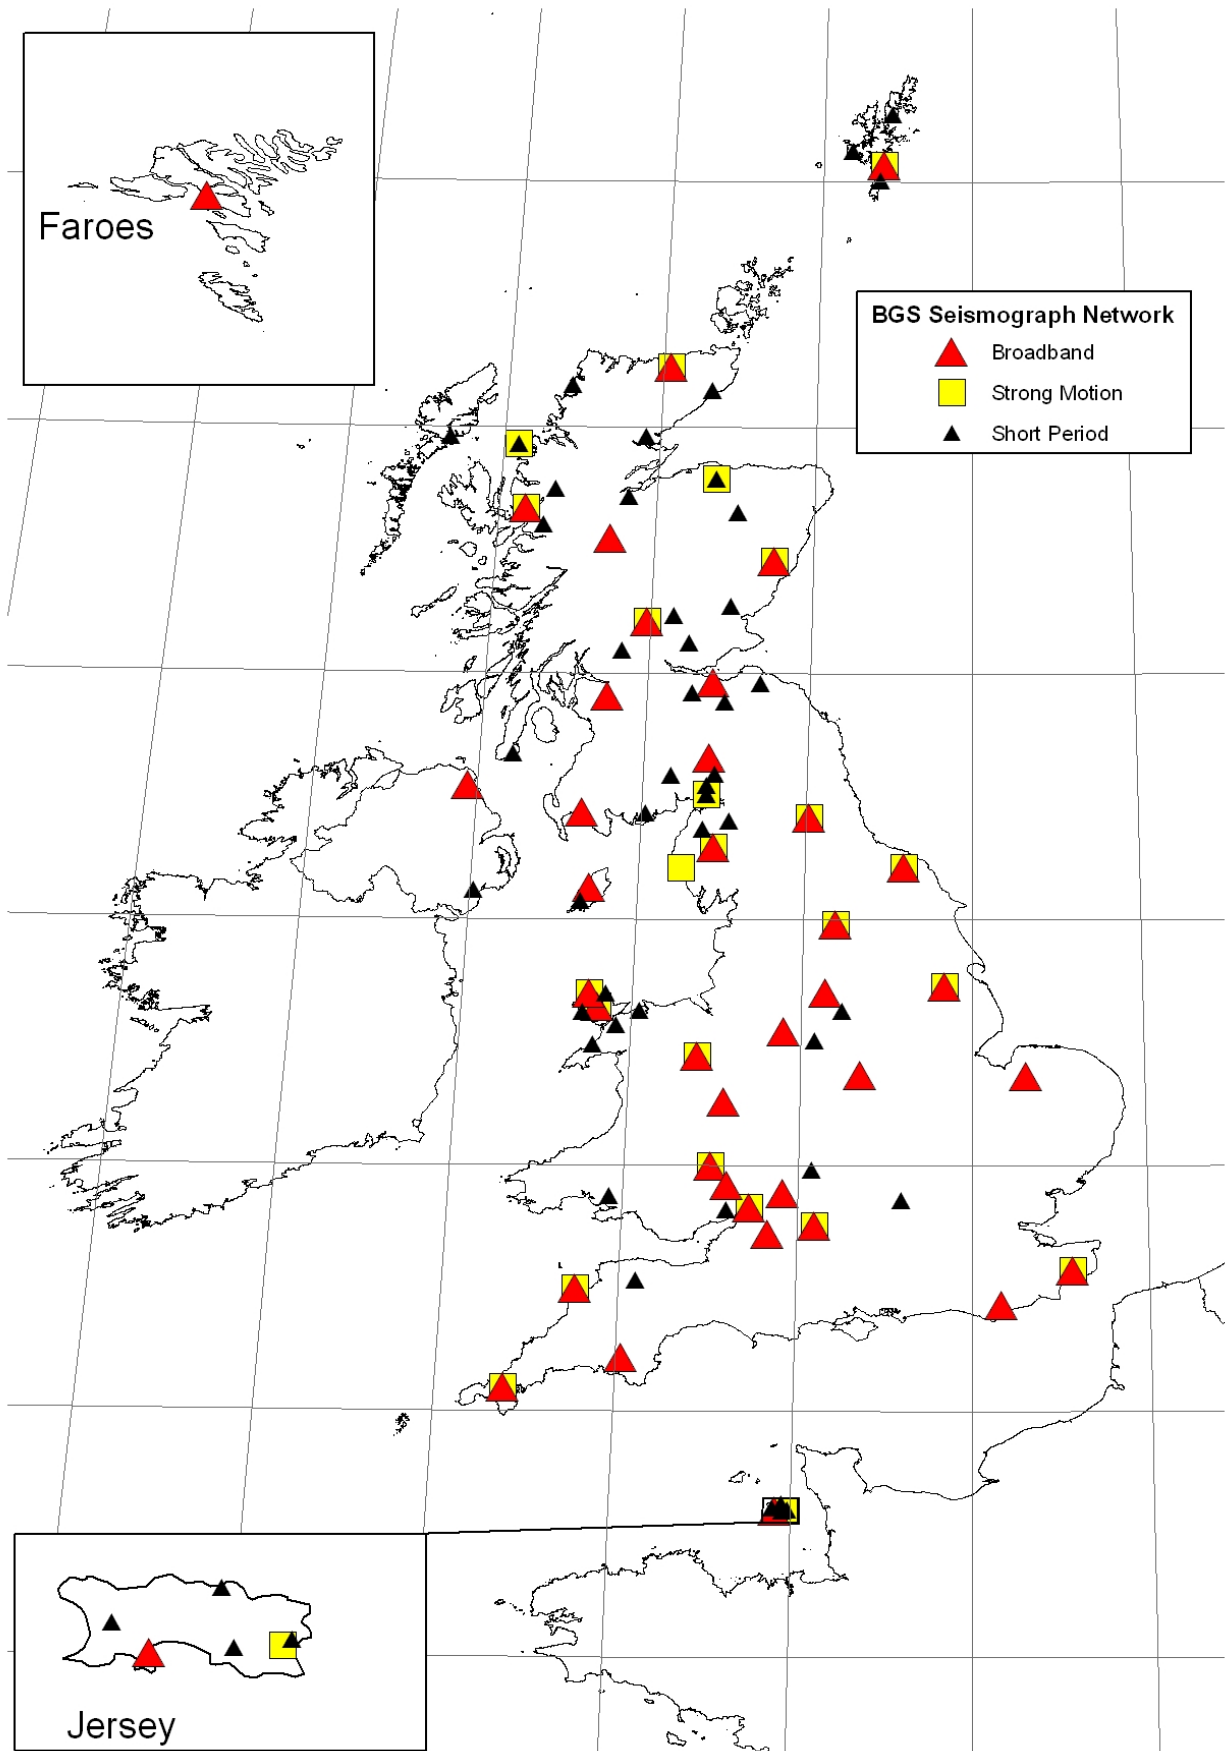 Faroes
BGS Seismograph Network
Broadband
Strong Motion
Short Period
Jersey